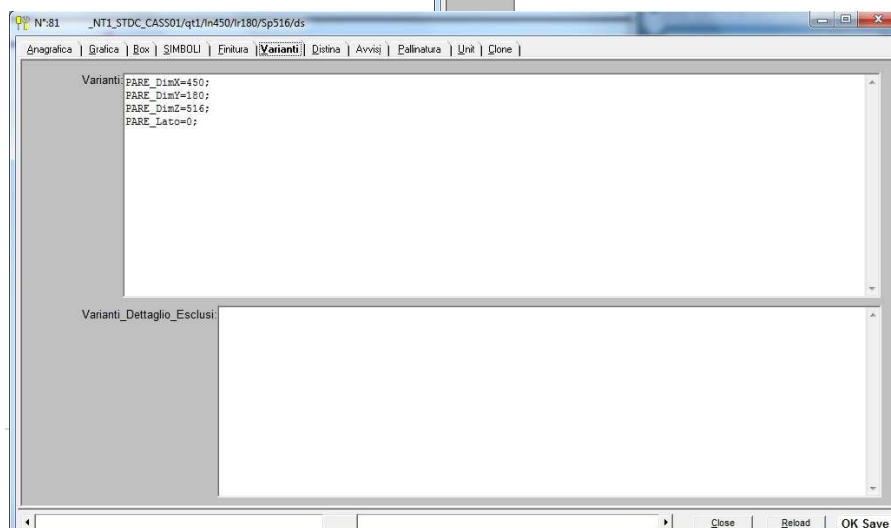 N°:81 _NT1_STDC_CASS01/qt1/ln450/lr180/Sp516/ds
Anagrafica Grafica Box SIMBOLI Finitura Varianti Distina Avvisi Pallinatura Unit Clone
Varianti:
PARE_DimX=450;
PARE_DimY=180;
PARE_DimZ=516;
PARE_Lato=0;
Varianti_Dettaglio_Esclusi:
Close Reload OK Save